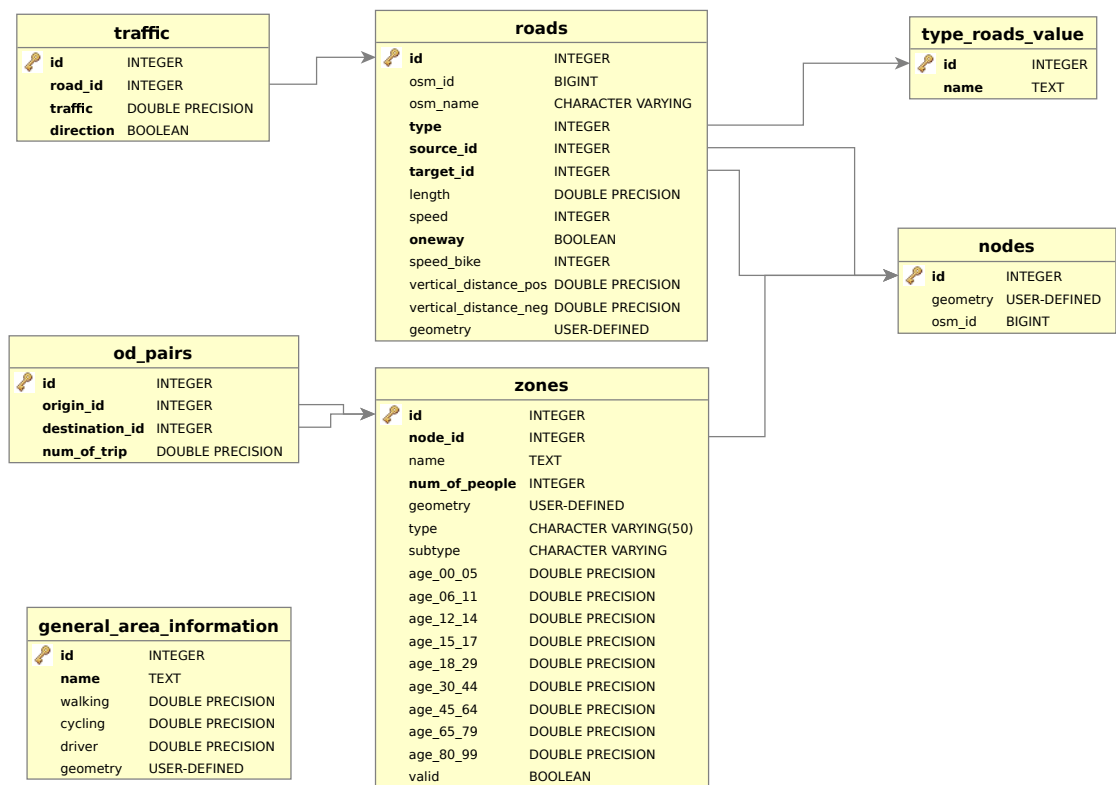 traffic
id INTEGER
road_id INTEGER
traffic DOUBLE PRECISION
direction BOOLEAN
roads
id INTEGER
osm_id BIGINT
osm_name CHARACTER VARYING
type INTEGER
source_id INTEGER
target_id INTEGER
length DOUBLE PRECISION
speed INTEGER
oneway BOOLEAN
speed_bike INTEGER
vertical_distance_pos DOUBLE PRECISION
vertical_distance_neg DOUBLE PRECISION
geometry USER-DEFINED
type_roads_value
id INTEGER
name TEXT
nodes
id INTEGER
geometry USER-DEFINED
osm_id BIGINT
od_pairs
id INTEGER
origin_id INTEGER
destination_id INTEGER
num_of_trip DOUBLE PRECISION
zones
id INTEGER
node_id INTEGER
name TEXT
num_of_people INTEGER
geometry USER-DEFINED
type CHARACTER VARYING(50)
subtype CHARACTER VARYING
age_00_05 DOUBLE PRECISION
age_06_11 DOUBLE PRECISION
age_12_14 DOUBLE PRECISION
age_15_17 DOUBLE PRECISION
age_18_29 DOUBLE PRECISION
age_30_44 DOUBLE PRECISION
age_45_64 DOUBLE PRECISION
age_65_79 DOUBLE PRECISION
age_80_99 DOUBLE PRECISION
valid BOOLEAN
general_area_information
id INTEGER
name TEXT
walking DOUBLE PRECISION
cycling DOUBLE PRECISION
driver DOUBLE PRECISION
geometry USER-DEFINED